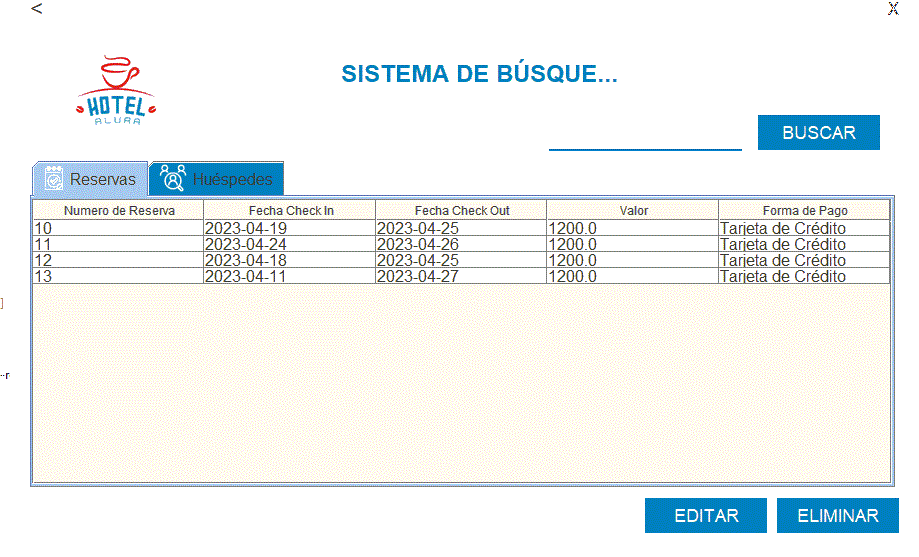 <
X
HOTEL
ALURA
SISTEMA DE BÚSQUE...
BUSCAR
Reservas Huéspedes
Numero de Reserva Fecha Check In Fecha Check Out Valor Forma de Pago
10 2023-04-19 2023-04-25 1200.0 Tarjeta de Crédito
11 2023-04-24 2023-04-26 1200.0 Tarjeta de Crédito
12 2023-04-18 2023-04-25 1200.0 Tarjeta de Crédito
13 2023-04-11 2023-04-27 1200.0 Tarjeta de Crédito
]
r
EDITAR ELIMINAR